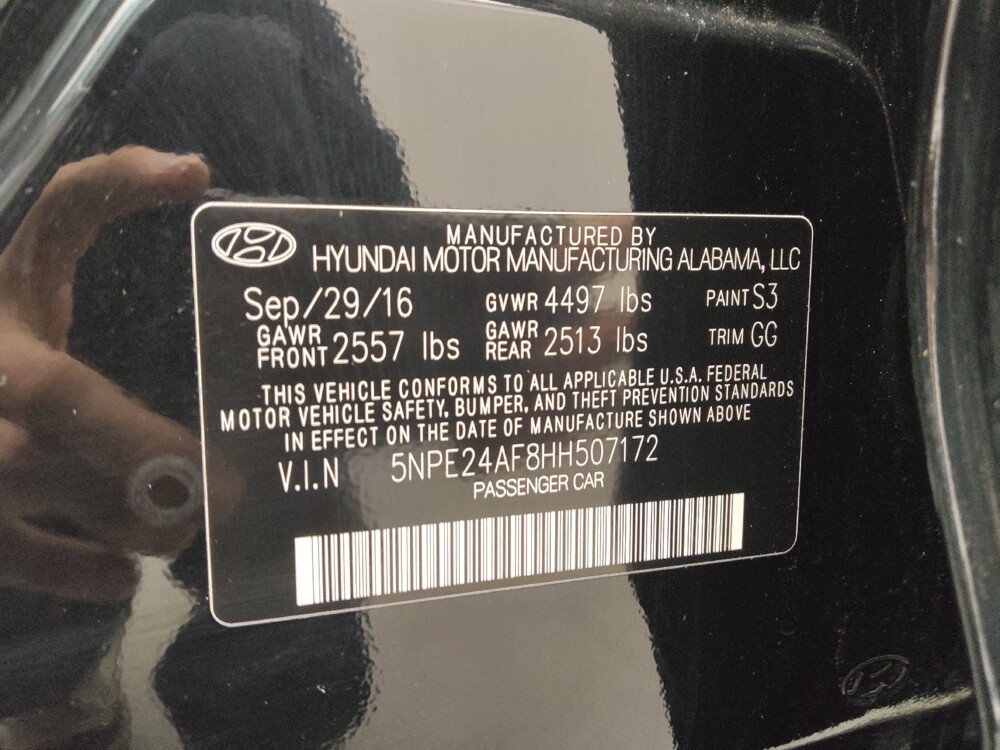 MANUFACTURED BY
HYUNDAI MOTOR MANUFACTURING ALABAMA, LLC
Sep/29/16 GVWR 4497 lbs PAINT S3
GAWR FRONT 2557 lbs GAWR REAR 2513 lbs TRIM GG
THIS VEHICLE CONFORMS TO ALL APPLICABLE U.S.A. FEDERAL
MOTOR VEHICLE SAFETY, BUMPER, AND THEFT PREVENTION STANDARDS
IN EFFECT ON THE DATE OF MANUFACTURE SHOWN ABOVE
V.I.N 5NPE24AF8HH507172
PASSENGER CAR